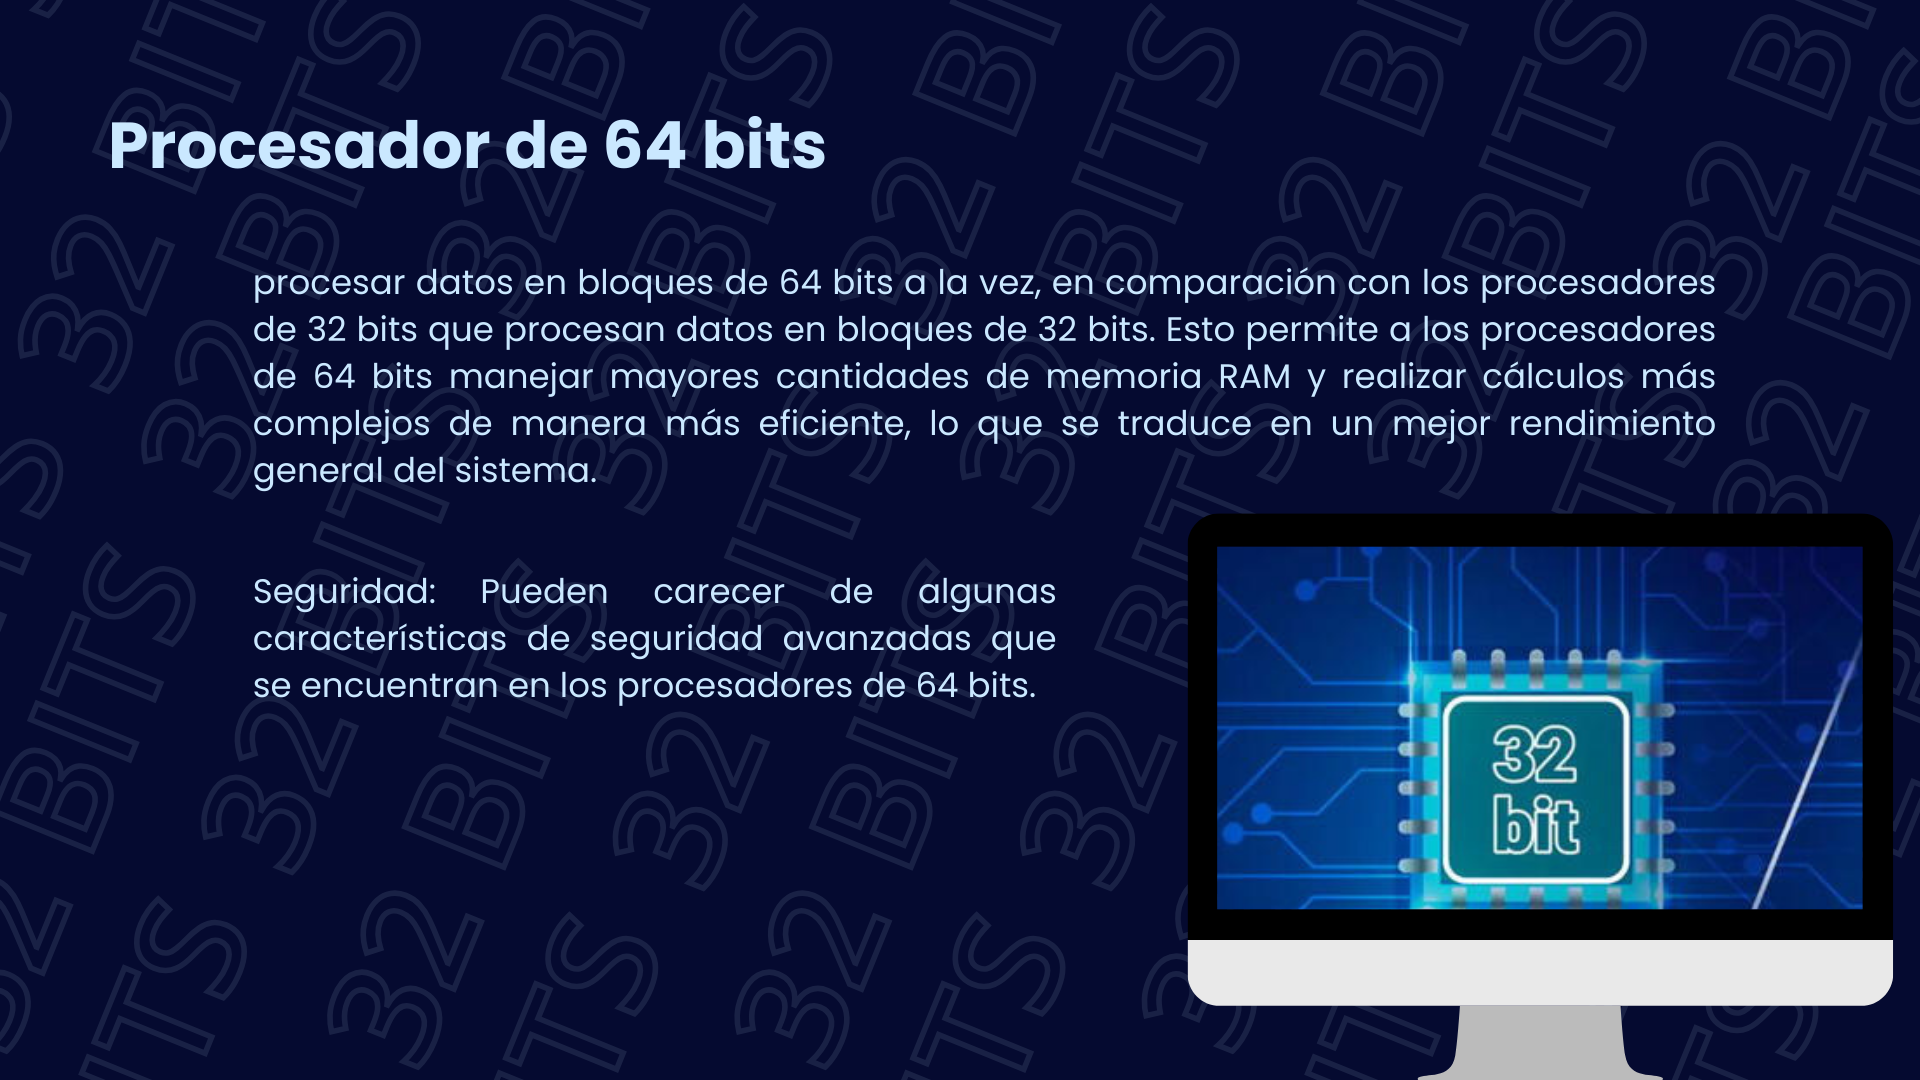 Procesador de 64 bits
procesar datos en bloques de 64 bits a la vez, en comparación con los procesadores
de 32 bits que procesan datos en bloques de 32 bits. Esto permite a los procesadores
de 64 bits manejar mayores cantidades de memoria RAM y realizar cálculos más
complejos de manera más eficiente, lo que se traduce en un mejor rendimiento
general del sistema.
Seguridad: Pueden carecer de algunas
características de seguridad avanzadas que
se encuentran en los procesadores de 64 bits.
32
bit
32 BITS